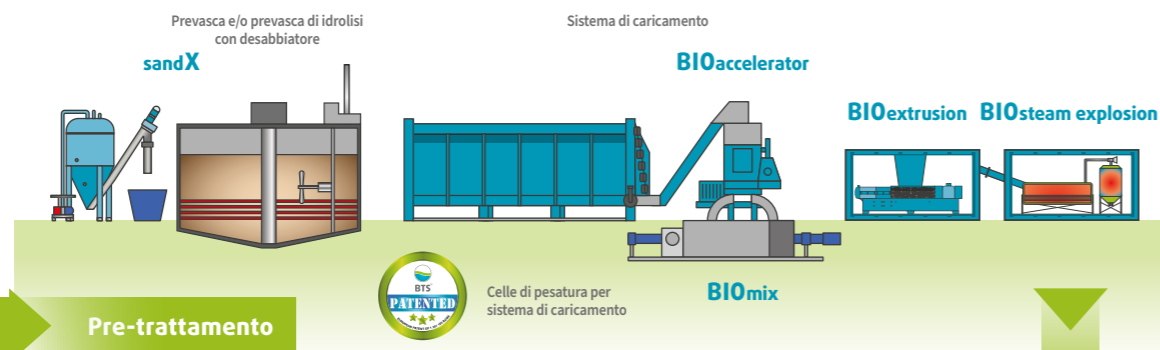 Prevasca e/o prevasca di idrolisi
con desabbiatore
sandX
Sistema di caricamento
BIOaccelerator
BIOextrusion
BIOsteam explosion
BTS
PATENTED
Celle di pesatura per
sistema di caricamento
BIOmix
Pre-trattamento